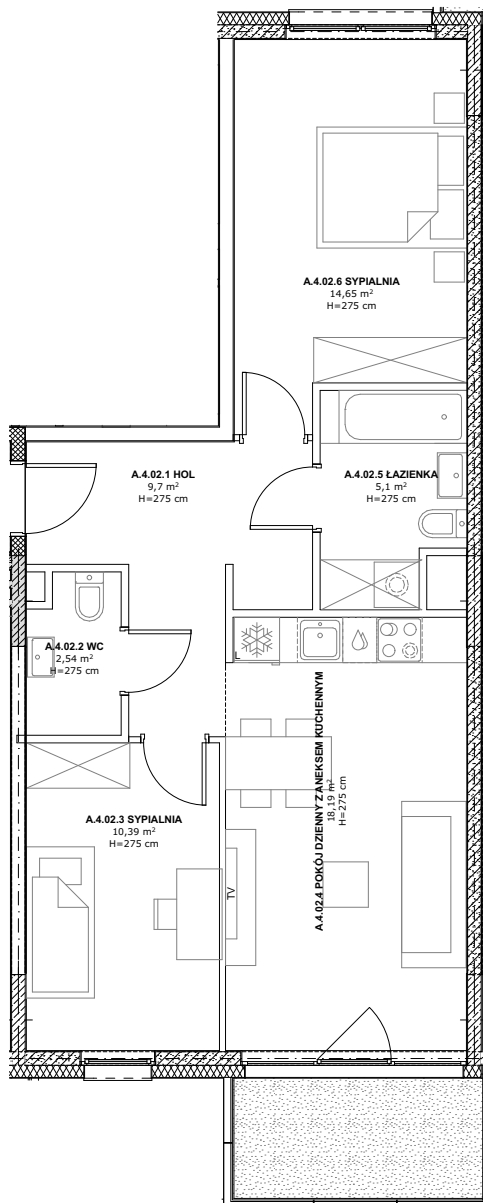 A.4.02.6 SYPIALNIA
14,65 m²
H=275 cm
A.4.02.1 HOL
9,7 m²
H=275 cm
A.4.02.5 ŁAZIENKA
5,1 m²
H=275 cm
A.4.02.2 WC
2,54 m²
H=275 cm
A.4.02.3 SYPIALNIA
10,39 m²
H=275 cm
A.4.02.4 POKÓJ DZIENNY Z ANEKSEM KUCHENNYM
18,19 m²
H=275 cm
TV